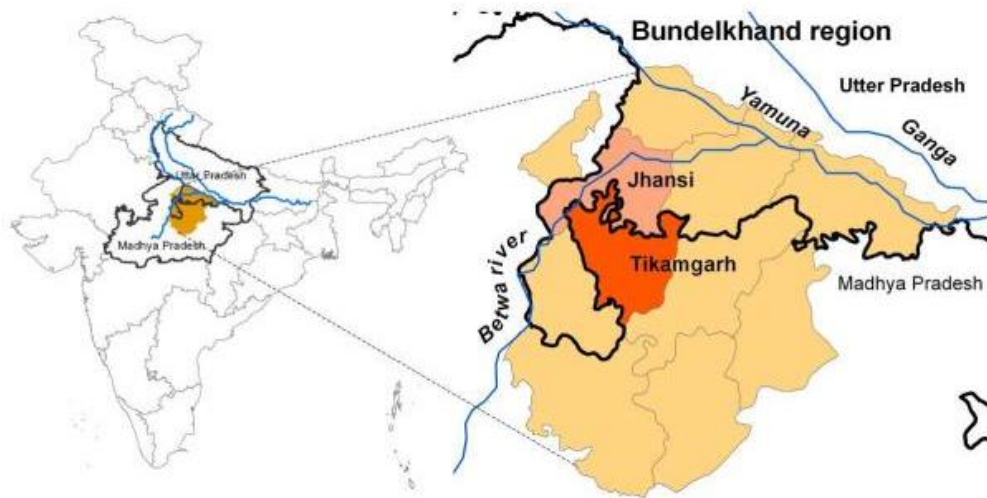 Utter Pradesh
Madhya Pradesh
Bundelkhand region
Utter Pradesh
Yamuna
Ganga
Jhansi
Tikamgarh
Betwa river
Madhya Pradesh